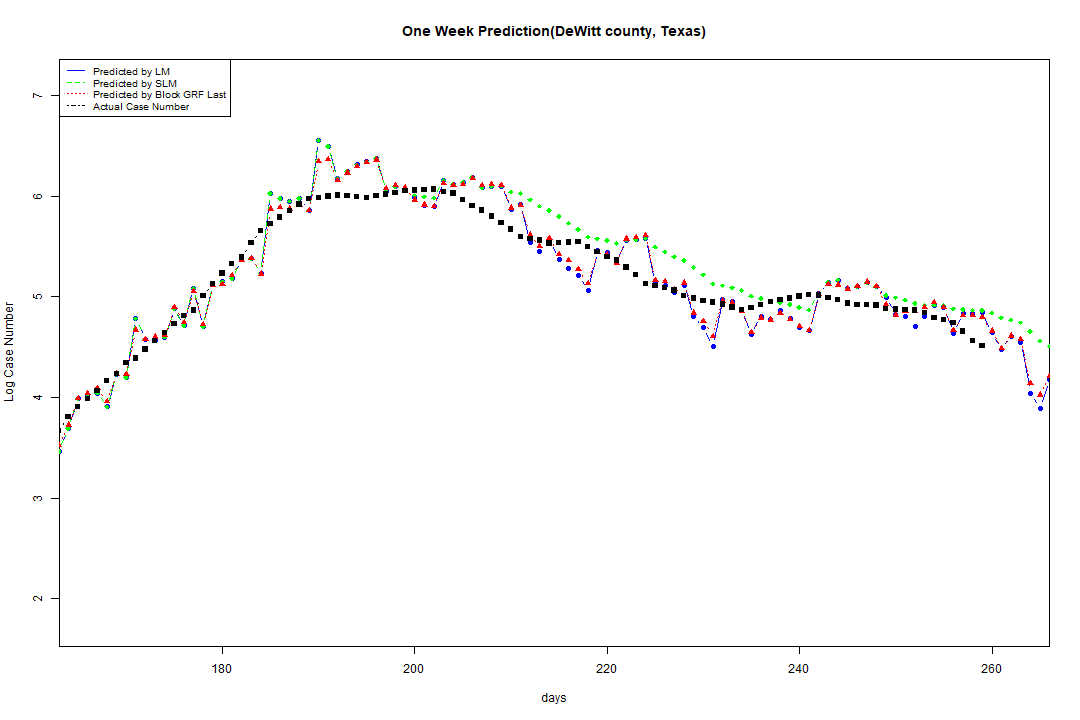 One Week Prediction(DeWitt county, Texas)
Predicted by LM
Predicted by SLM
Predicted by Block GRF Last
Actual Case Number
7
6
5
4
3
2
Log Case Number
180 200 220 240 260
days